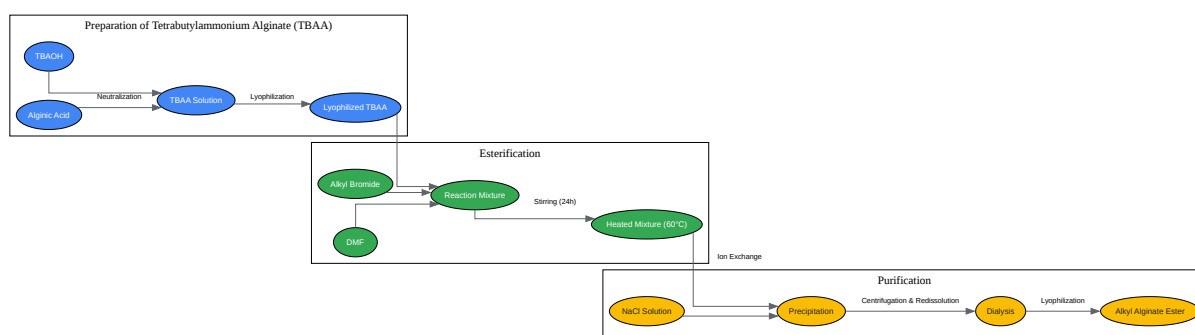 Preparation of Tetrabutylammonium Alginate (TBAA)
TBAOH
Neutralization
Alginic Acid
TBAA Solution
Lyophilization
Lyophilized TBAA
Esterification
Alkyl Bromide
DMF
Reaction Mixture
Stirring (24h)
Heated Mixture (60°C)
Ion Exchange
Purification
NaCl Solution
Precipitation
Centrifugation & Redissolution
Dialysis
Lyophilization
Alkyl Alginate Ester